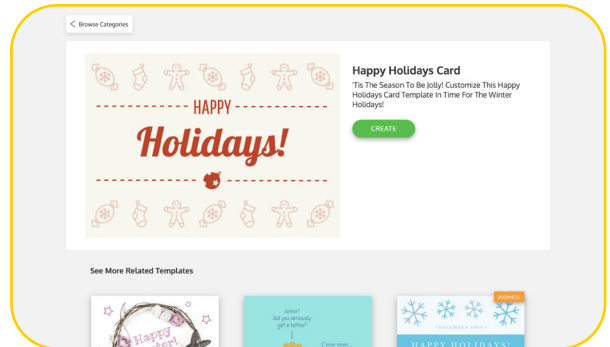 Browse Categories
HAPPY
Holidays!
Happy Holidays Card
'Tis The Season To Be Jolly! Customize This Happy
Holidays Card Template In Time For The Winter
Holidays!
CREATE
See More Related Templates
Happy
Junior!
Did you seriously
get a tattoo?
C'mon mom...
BUSINESS
HAPPY HOLIDAYS!